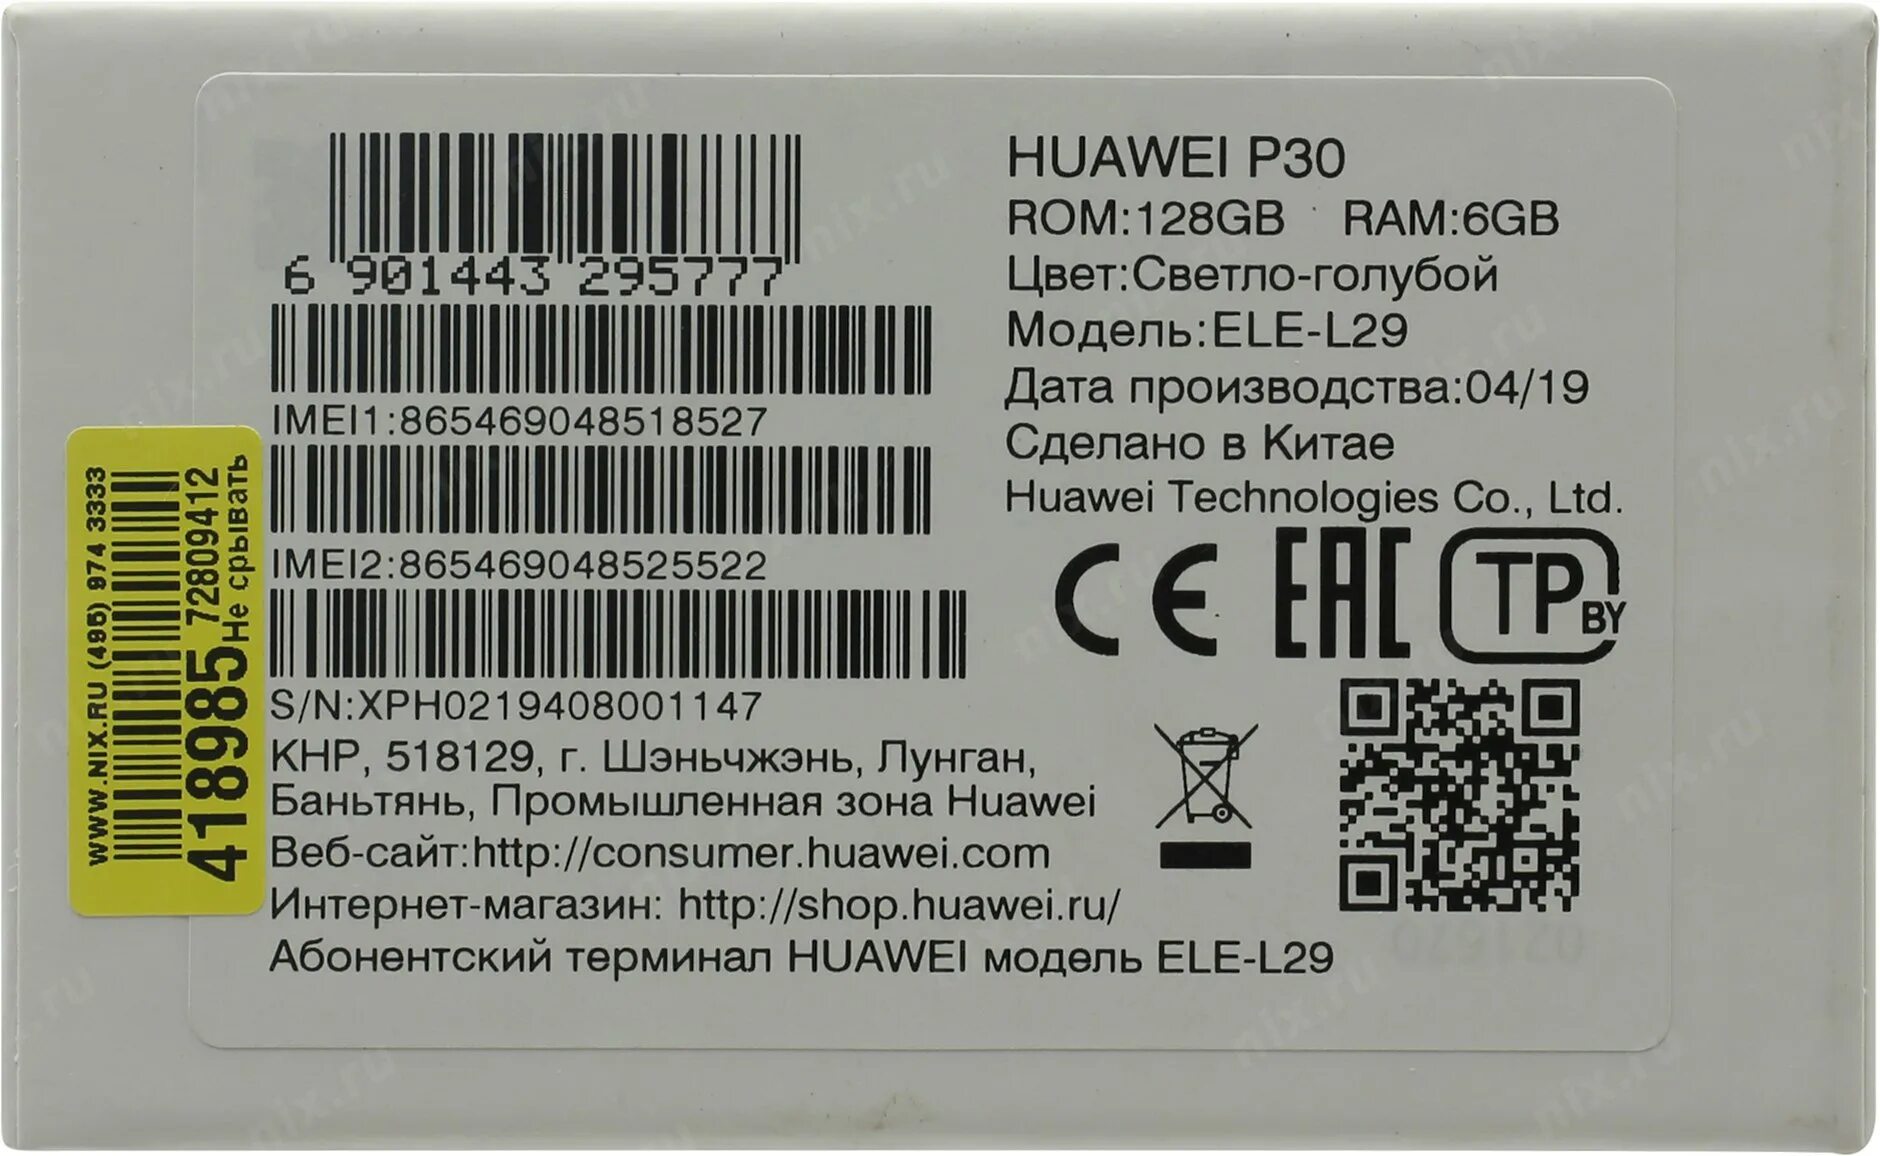 6 901443 295777
IMEI1:865469048518527
IMEI2:865469048525522
S/N:XPH0219408001147
КНР, 518129, г. Шэньчжэнь, Лунган,
Баньтянь, Промышленная зона Huawei
Веб-сайт:http://consumer.huawei.com
Интернет-магазин: http://shop.huawei.ru/
Абонентский терминал HUAWEI модель ELE-L29
HUAWEI P30
ROM:128GB RAM:6GB
Цвет:Светло-голубой
Модель:ELE-L29
Дата производства:04/19
Сделано в Китае
Huawei Technologies Co., Ltd.
CE EAC TP BY
WWW.NIX.RU (495) 974 3333
418985 72809412
Не срывать
nix.ru